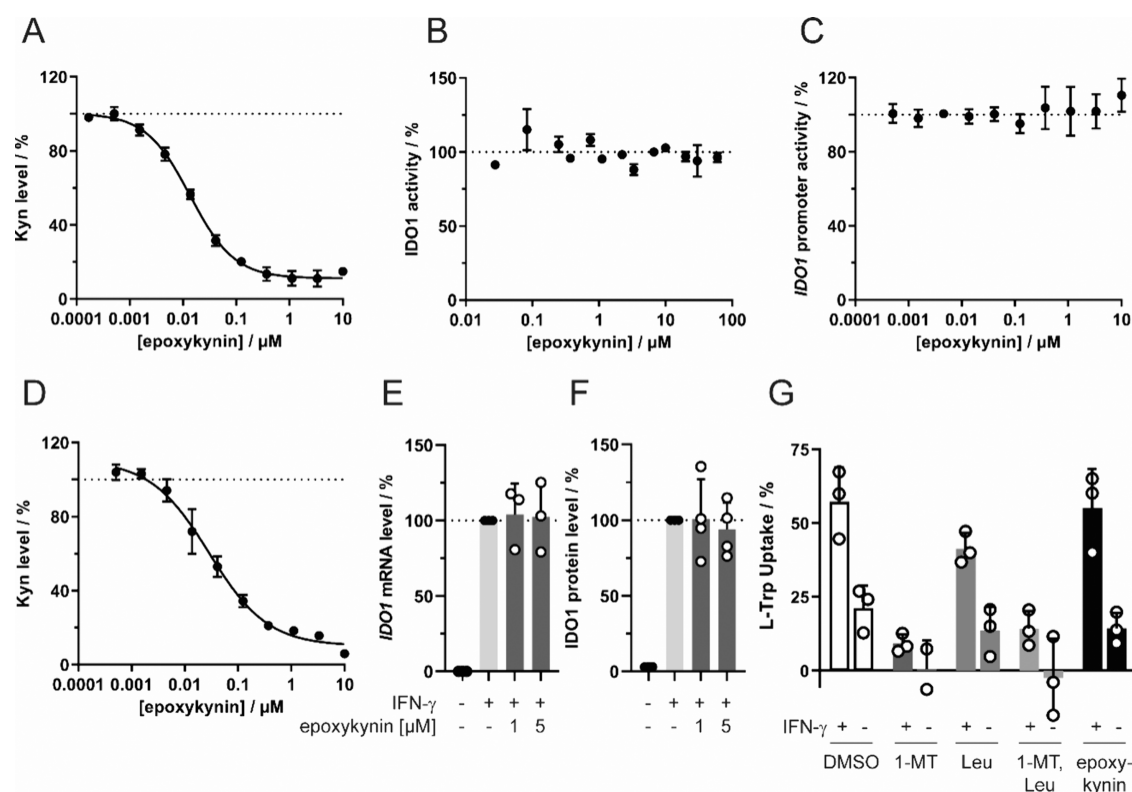 A
B
C
120
80
40
0
Kyn level / %
0.0001 0.001 0.01 0.1 1 10
[epoxykynin] / µM
150
100
50
0
IDO1 activity / %
0.01 0.1 1 10 100
[epoxykynin] / µM
120
80
40
0
IDO1 promoter activity / %
0.0001 0.001 0.01 0.1 1 10
[epoxykynin] / µM
D
E
F
G
120
80
40
0
Kyn level / %
0.0001 0.001 0.01 0.1 1 10
[epoxykynin] / µM
150
100
50
0
IDO1 mRNA level / %
IFN-γ - + + +
epoxykynin [µM] - - 1 5
150
100
50
0
IDO1 protein level / %
- + + +
- - 1 5
75
50
25
0
L-Trp Uptake / %
IFN-γ + - + - + - + - + -
DMSO 1-MT Leu 1-MT, Leu epoxy-kynin